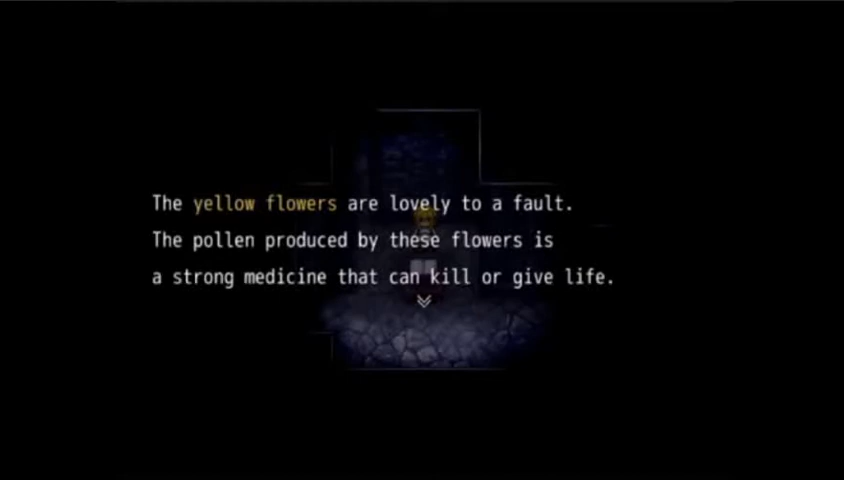 The yellow flowers are lovely to a fault.
The pollen produced by these flowers is
a strong medicine that can kill or give life.